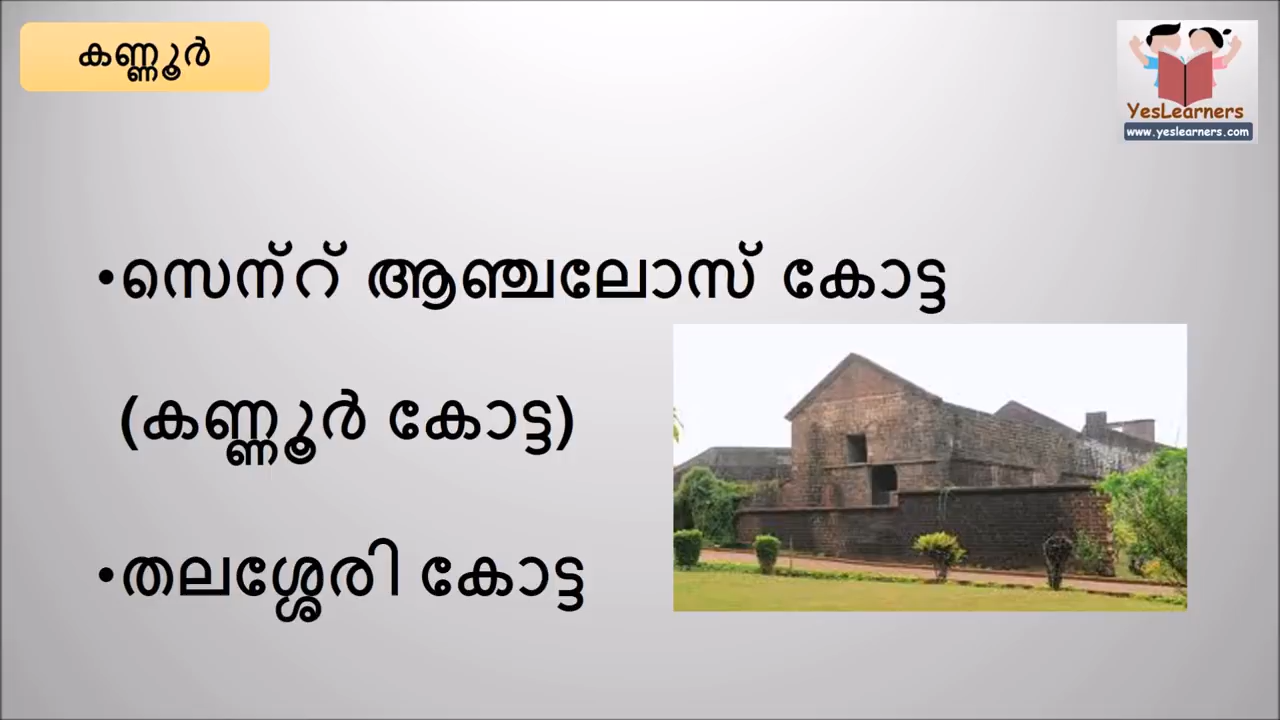 കണ്ണൂർ
YesLearners
www.yeslearners.com
•സെന്റ് ആഞ്ചലോസ് കോട്ട
(കണ്ണൂർ കോട്ട)
•തലശ്ശേരി കോട്ട